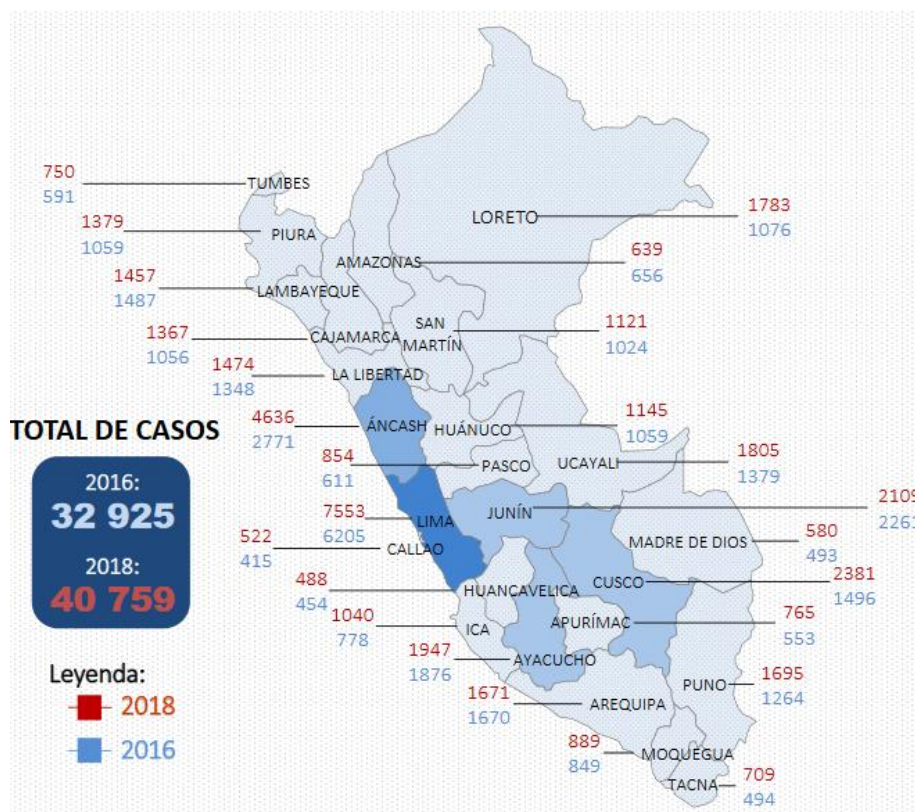 750
591
TUMBES
1379
1059
PIURA
LORETO
1783
1076
AMAZONAS
639
656
1457
1487
LAMBAYEQUE
1367
1056
CAJAMARCA
SAN
MARTÍN
1121
1024
1474
1348
LA LIBERTAD
4636
2771
ÁNCASH
HUÁNUCO
1145
1059
TOTAL DE CASOS
854
611
PASCO
UCAYALI
1805
1379
2016:
32 925
2018:
40 759
7553
6205
LIMA
JUNÍN
2109
2261
522
415
CALLAO
MADRE DE DIOS
580
493
488
454
HUANCAVELICA
CUSCO
2381
1496
1040
778
ICA
APURÍMAC
765
553
1947
1876
AYACUCHO
Leyenda:
2018
2016
1671
1670
AREQUIPA
PUNO
1695
1264
889
849
MOQUEGUA
TACNA
709
494